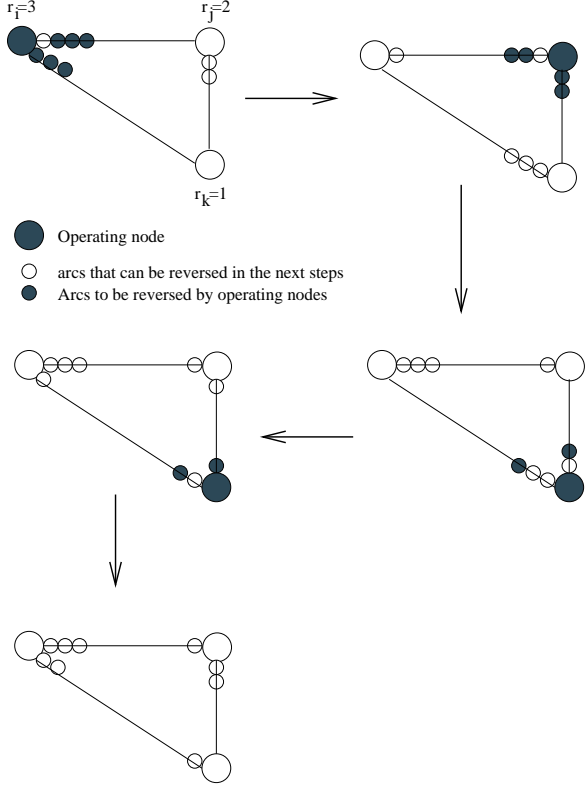 r_i=3
r_j=2
r_k=1
Operating node
arcs that can be reversed in the next steps
Arcs to be reversed by operating nodes